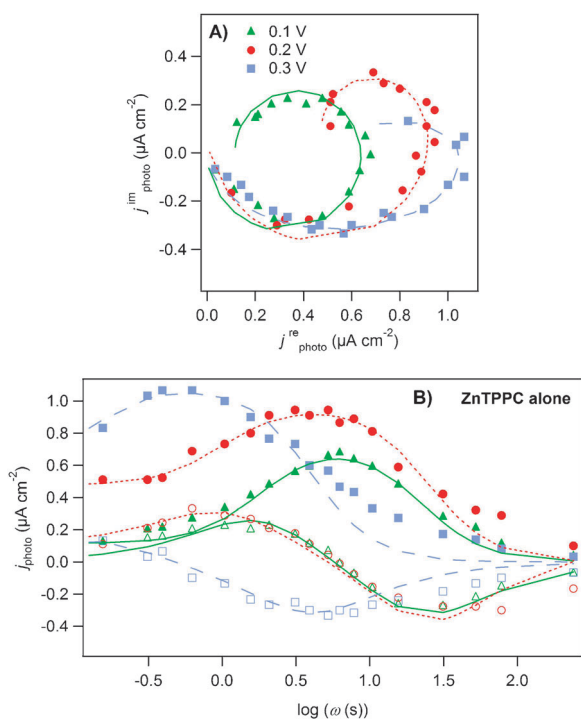 A)
0.1 V
0.2 V
0.3 V
0.4
0.2
0.0
-0.2
-0.4
j im photo (µA cm-2)
0.0 0.2 0.4 0.6 0.8 1.0
j re photo (µA cm-2)
B) ZnTPPC alone
1.0
0.8
0.6
0.4
0.2
0.0
-0.2
-0.4
jphoto (µA cm-2)
-0.5 0.0 0.5 1.0 1.5 2.0
log (ω (s))